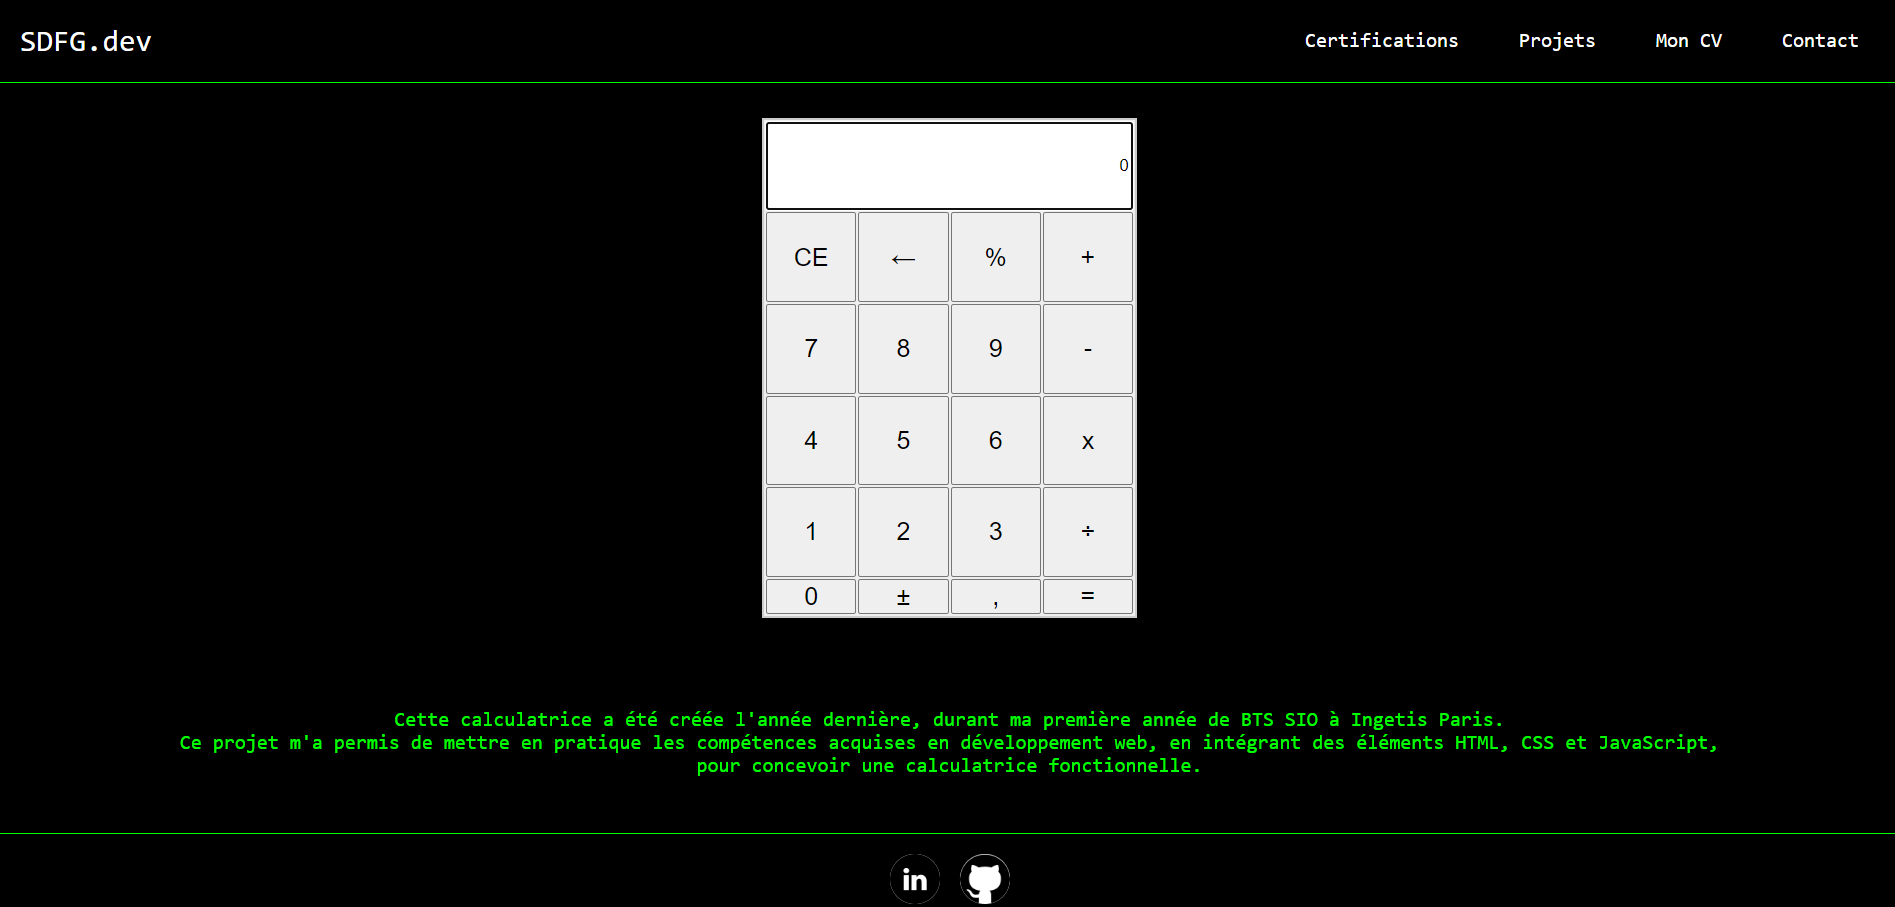 SDFG.dev
Certifications Projets Mon CV Contact
0
CE ← % +
7 8 9 -
4 5 6 x
1 2 3 ÷
0 ± , =
Cette calculatrice a été créée l'année dernière, durant ma première année de BTS SIO à Ingetis Paris.
Ce projet m'a permis de mettre en pratique les compétences acquises en développement web, en intégrant des éléments HTML, CSS et JavaScript,
pour concevoir une calculatrice fonctionnelle.
in